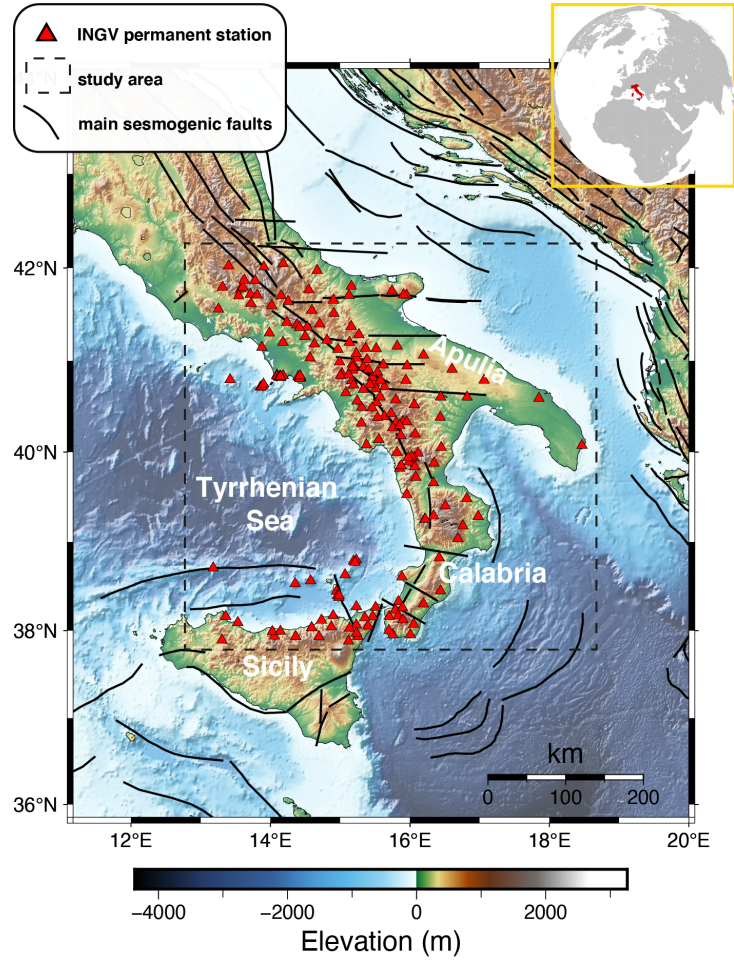 INGV permanent station
study area
main sesmogenic faults
42°N
40°N
38°N
36°N
Apulia
Tyrrhenian
Sea
Calabria
Sicily
km
0 100 200
12°E 14°E 16°E 18°E 20°E
−4000 −2000 0 2000
Elevation (m)